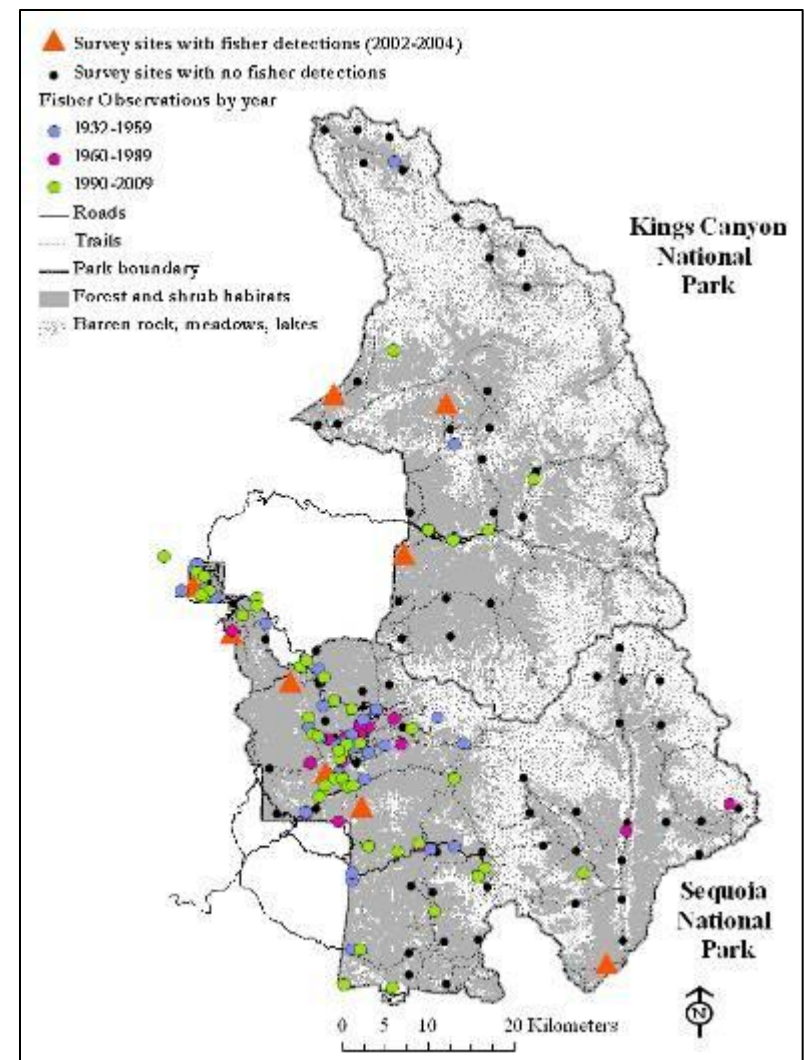 Survey sites with fisher detections (2002-2004)
Survey sites with no fisher detections
Fisher Observations by year
1932-1959
1960-1989
1990-2009
Roads
Trails
Park boundary
Forest and shrub habitats
Barren rock, meadows, lakes
Kings Canyon
National
Park
Sequoia
National
Park
N
0 5 10 20 Kilometers